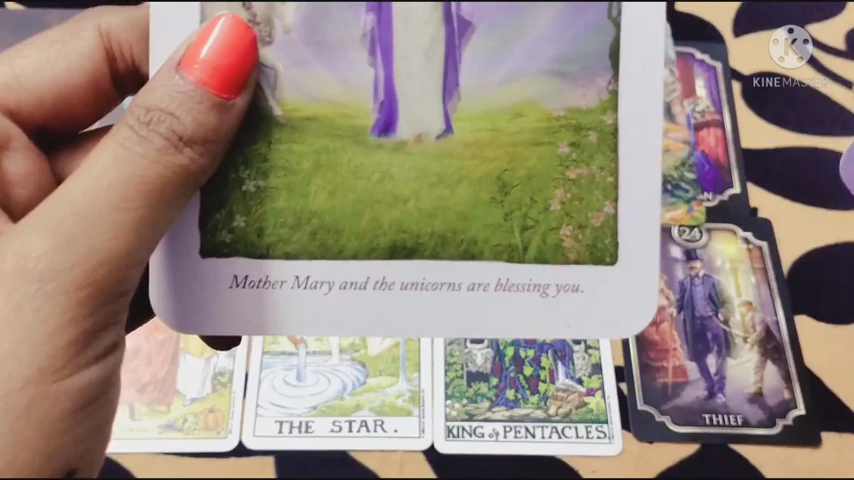 KINEMASTER
N
24
Mother Mary and the unicorns are blessing you.
THE STAR.
KING of PENTACLES.
THIEF